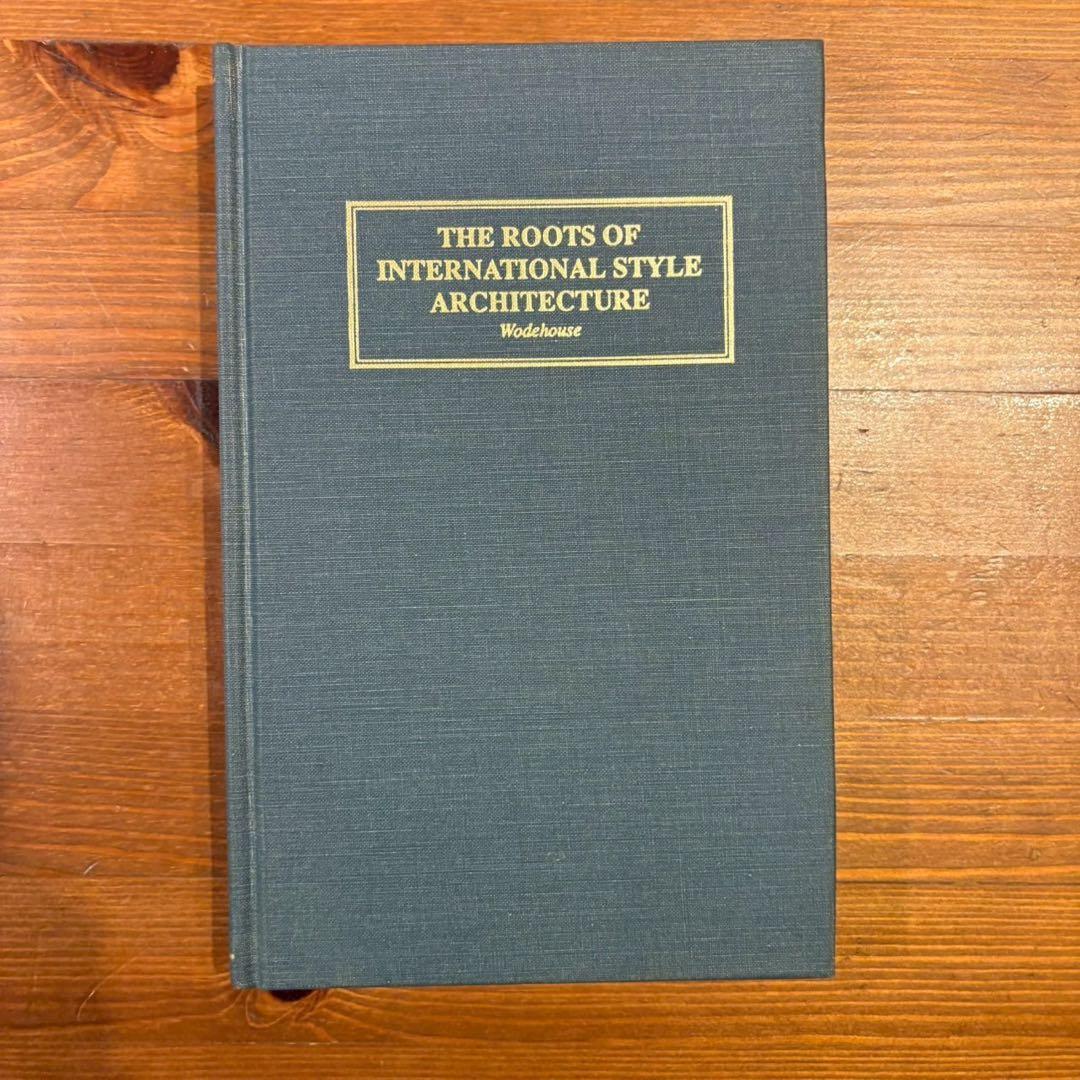 THE ROOTS OF
INTERNATIONAL STYLE
ARCHITECTURE
Wodehouse